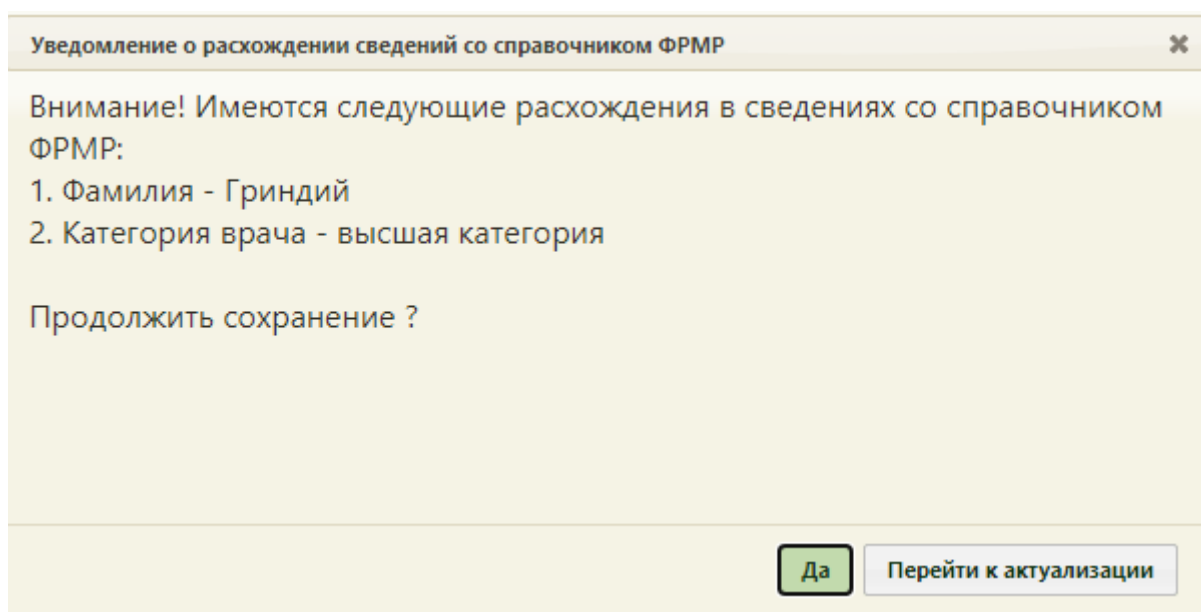 Уведомление о расхождении сведений со справочником ФРМР
Внимание! Имеются следующие расхождения в сведениях со справочником
ФРМР:
1. Фамилия - Гриндий
2. Категория врача - высшая категория
Продолжить сохранение ?
Да
Перейти к актуализации